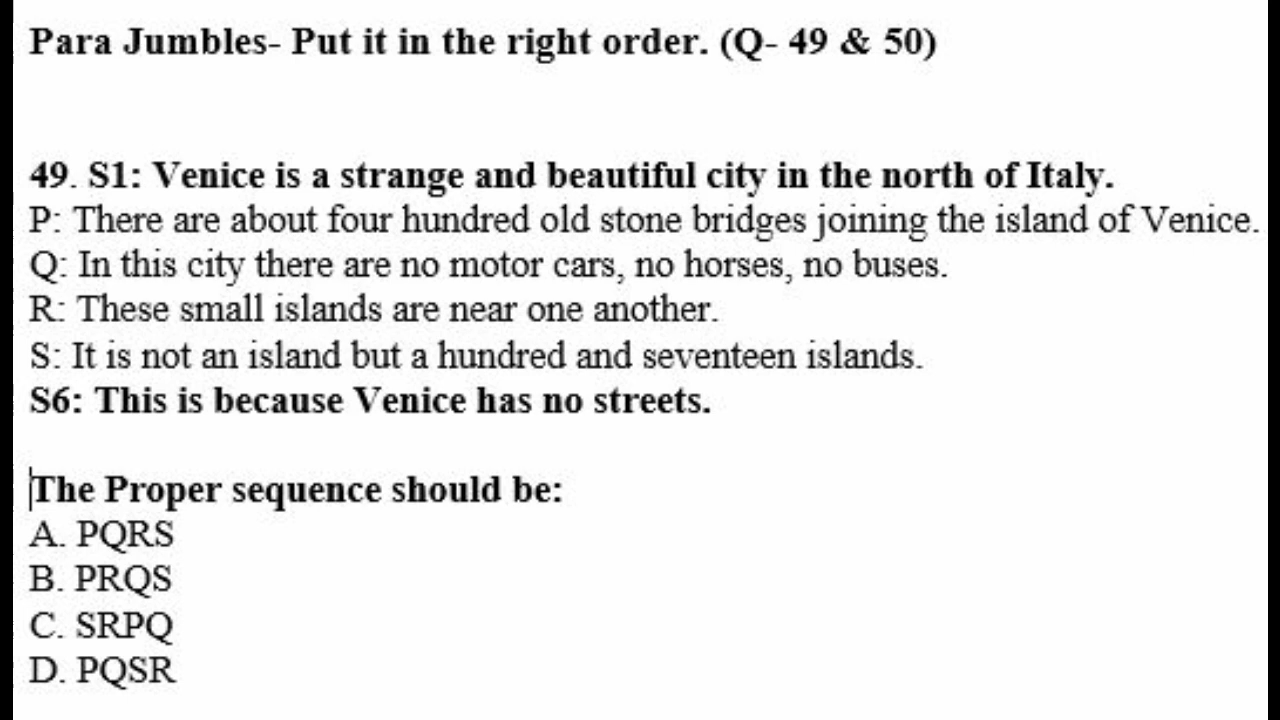 Para Jumbles- Put it in the right order. (Q- 49 & 50)
49. S1: Venice is a strange and beautiful city in the north of Italy.
P: There are about four hundred old stone bridges joining the island of Venice.
Q: In this city there are no motor cars, no horses, no buses.
R: These small islands are near one another.
S: It is not an island but a hundred and seventeen islands.
S6: This is because Venice has no streets.
The Proper sequence should be:
A. PQRS
B. PRQS
C. SRPQ
D. PQSR